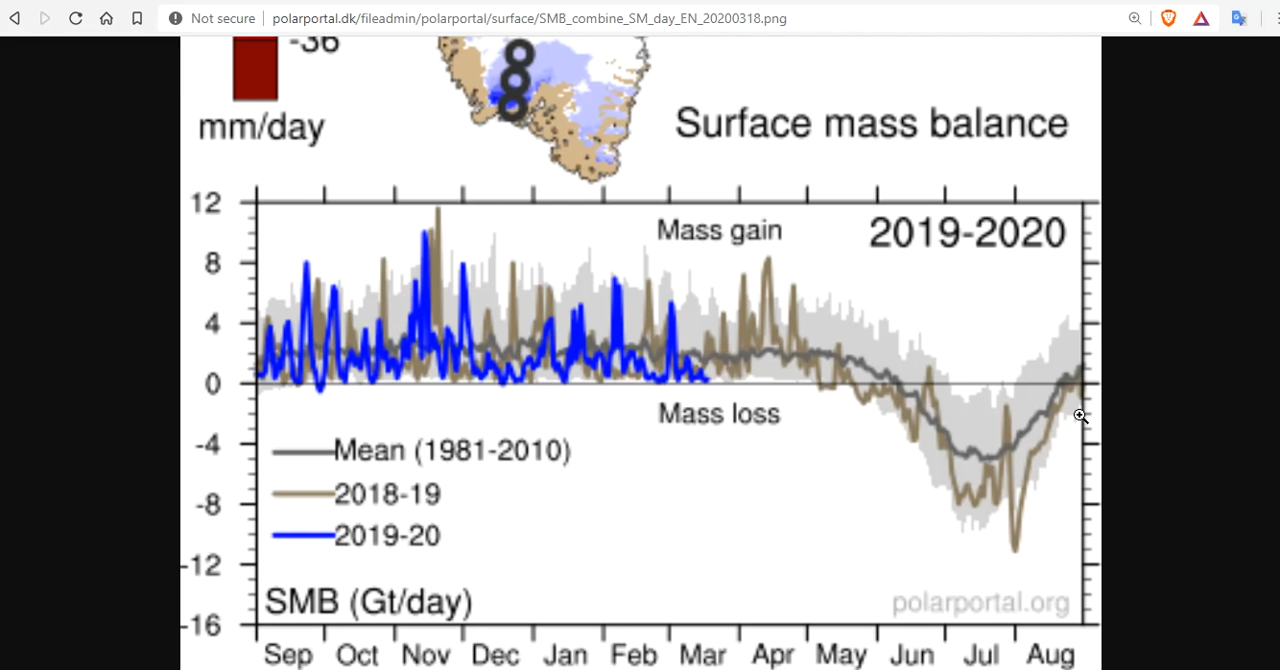 Not secure | polarportal.dk/fileadmin/polarportal/surface/SMB_combine_SM_day_EN_20200318.png
-36
mm/day
Surface mass balance
12
8
4
0
-4
-8
-12
-16
Mass gain
2019-2020
Mass loss
Mean (1981-2010)
2018-19
2019-20
SMB (Gt/day)
polarportal.org
Sep Oct Nov Dec Jan Feb Mar Apr May Jun Jul Aug